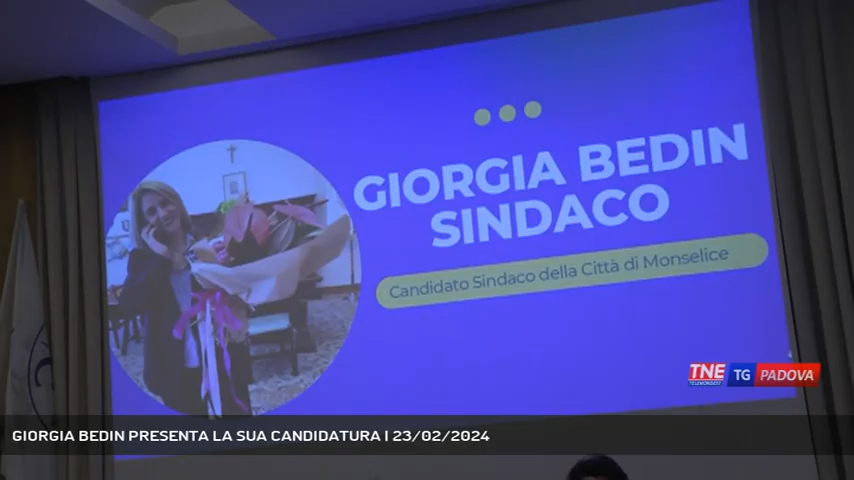 GIORGIA BEDIN
SINDACO
Candidato Sindaco della Città di Monselice
TNE TG PADOVA
TELENORDEST
GIORGIA BEDIN PRESENTA LA SUA CANDIDATURA | 23/02/2024